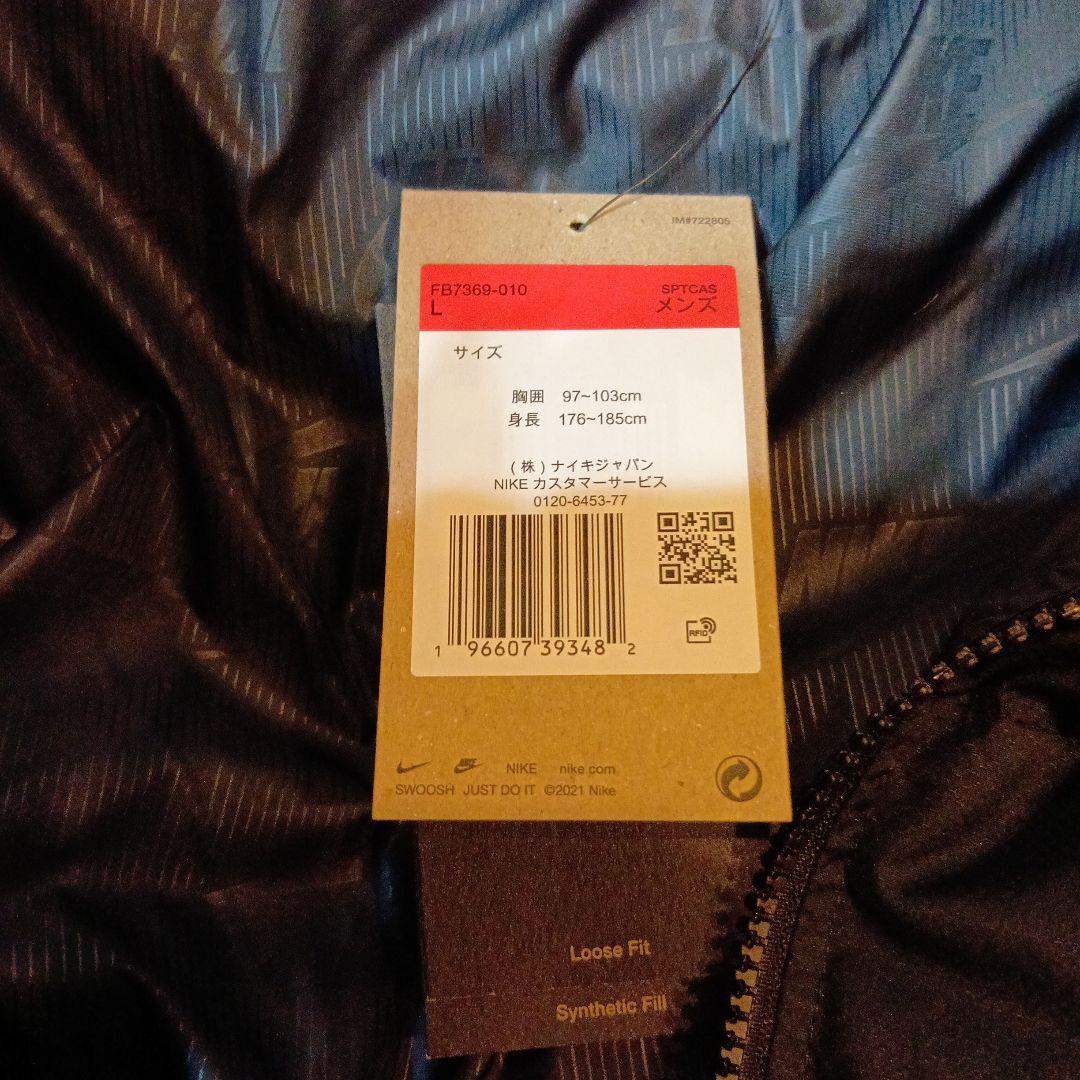 IM#722805
FB7369-010
SPTCAS
L
メンズ
サイズ
胸囲 97~103cm
身長 176~185cm
(株)ナイキジャパン
NIKE カスタマーサービス
0120-6453-77
RFID
1 96607 39348 2
NIKE nike.com
SWOOSH JUST DO IT ©2021 Nike
Loose Fit
Synthetic Fill